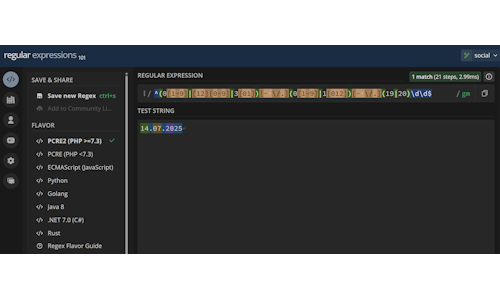 regular expressions 101
social
SAVE & SHARE
Save new Regex ctrl+s
Add to Community Li...
FLAVOR
PCRE2 (PHP >=7.3)
PCRE (PHP <7.3)
ECMAScript (JavaScript)
Python
Golang
Java 8
.NET 7.0 (C#)
Rust
Regex Flavor Guide
REGULAR EXPRESSION
1 match (21 steps, 2.99ms)
/ ^(0[1-9]|[12][0-9]|3[01])[- \/.](0[1-9]|1[012])[- \/.](19|20)\d\d$ / gm
TEST STRING
14.07.2025